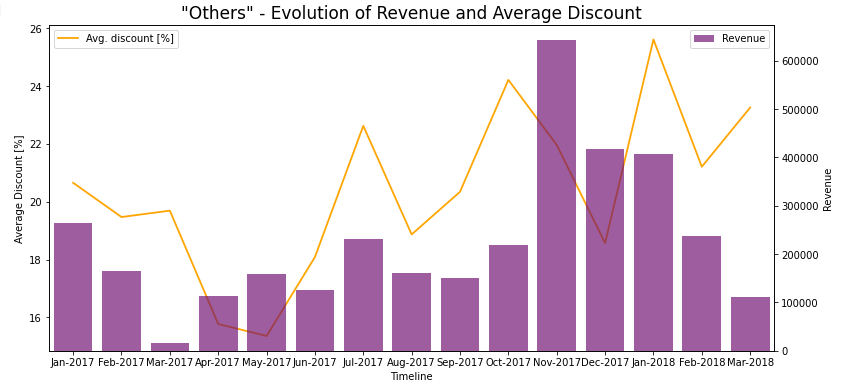 "Others" - Evolution of Revenue and Average Discount
Avg. discount [%]
Revenue
26
24
22
20
18
16
Average Discount [%]
600000
500000
400000
300000
200000
100000
0
Revenue
Jan-2017 Feb-2017 Mar-2017 Apr-2017 May-2017 Jun-2017 Jul-2017 Aug-2017 Sep-2017 Oct-2017 Nov-2017 Dec-2017 Jan-2018 Feb-2018 Mar-2018
Timeline